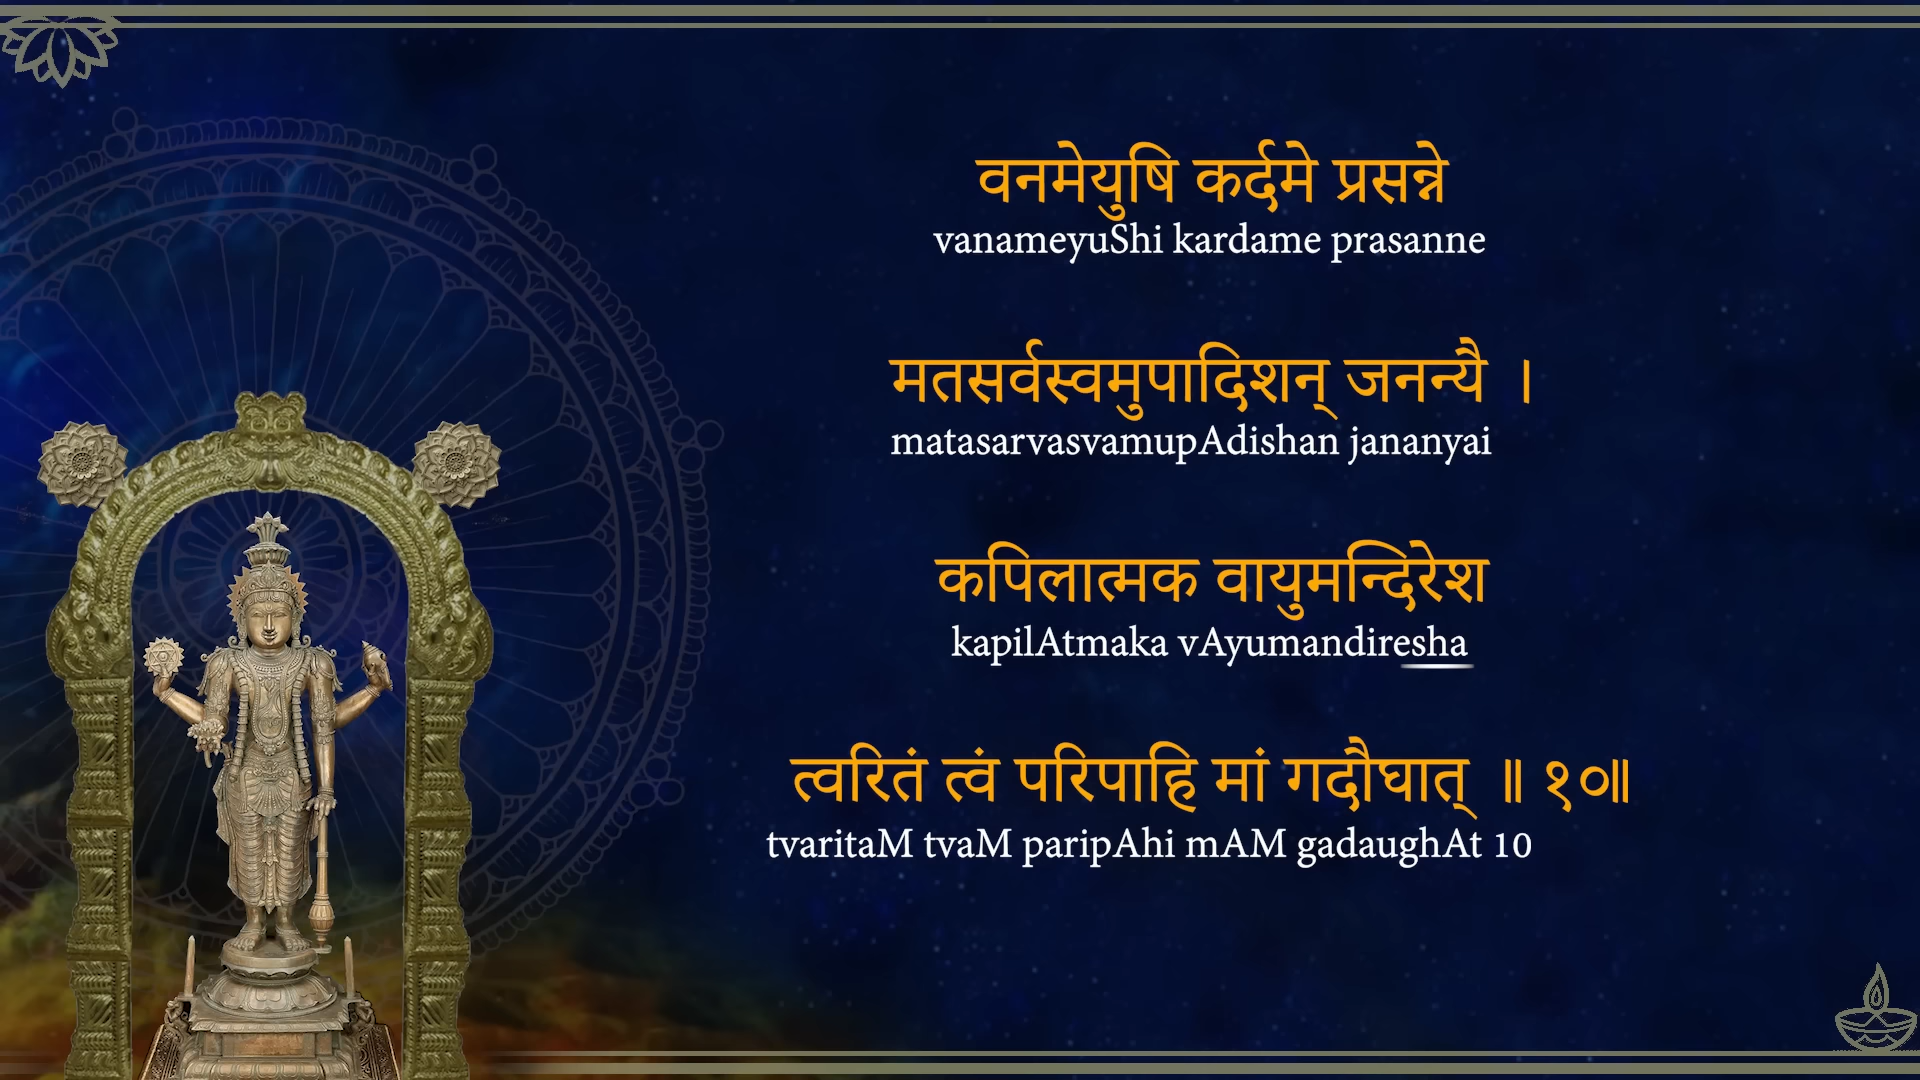 वनमेयुषि कर्दमे प्रसन्ने
vanameyuShi kardame prasanne
मतसर्वस्वमुपादिशन् जनन्यै ।
matasarvasvamupAdishan jananyai
कपिलात्मक वायुमन्दिरेश
kapilAtmaka vAyumandiresha
त्वरितं त्वं परिपाहि मां गदौघात् ॥ १०॥
tvaritaM tvaM paripAhi mAM gadaughAt 10